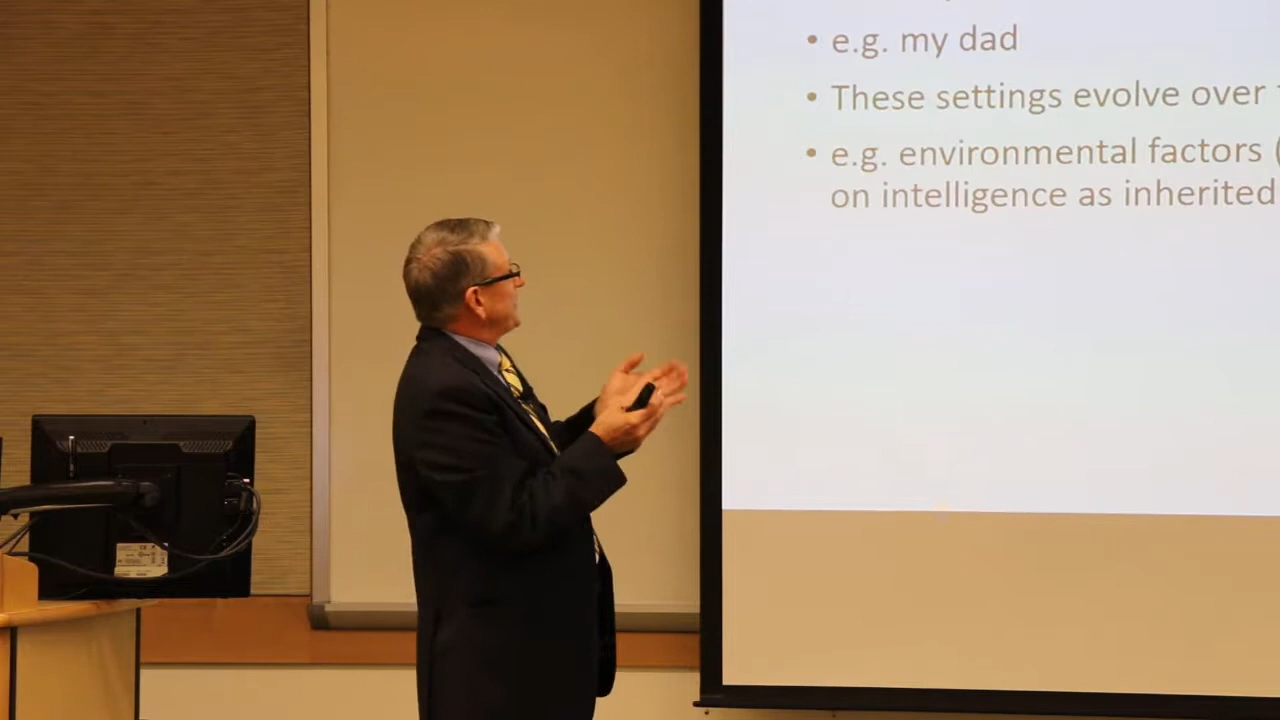 • e.g. my dad
• These settings evolve over
• e.g. environmental factors (
on intelligence as inherited